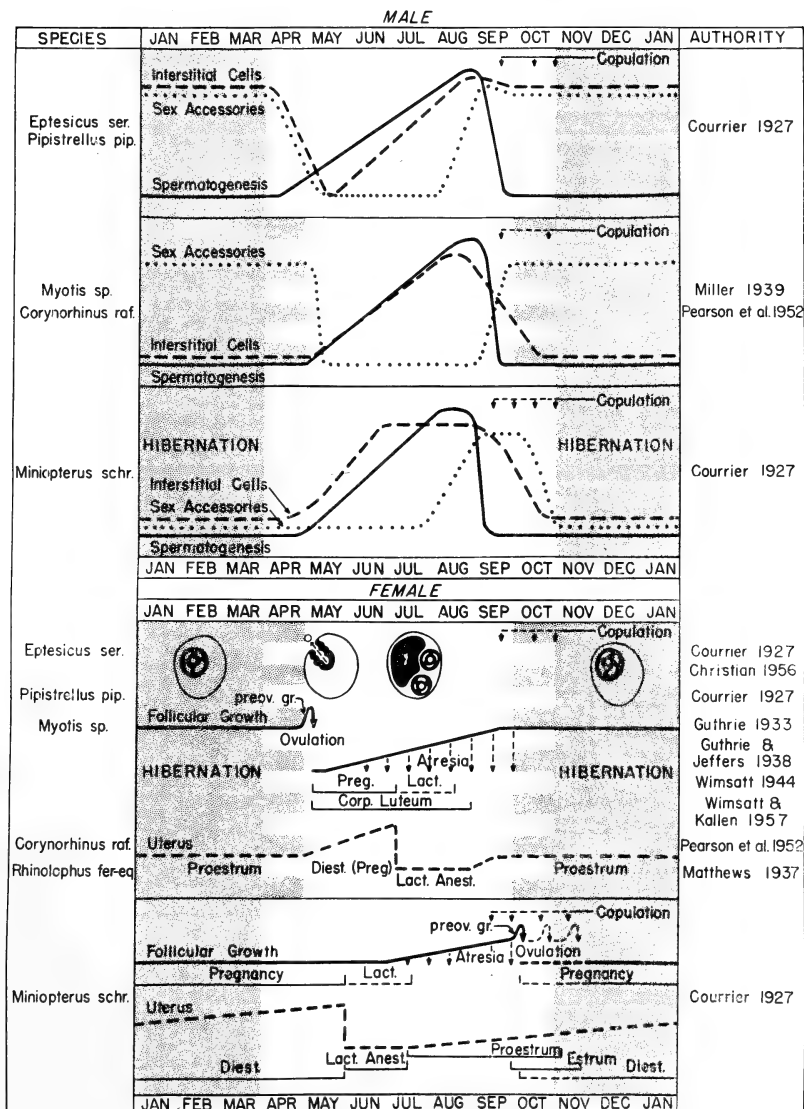 MALE
SPECIES JAN FEB MAR APR MAY JUN JUL AUG SEP OCT NOV DEC JAN AUTHORITY
Copulation
Interstitial Cells
Sex Accessories
Eptesicus ser.
Pipistrellus pip.
Courrier 1927
Spermatogenesis
Copulation
Sex Accessories
Myotis sp.
Corynorhinus raf.
Miller 1939
Pearson et al. 1952
Interstitial Cells
Spermatogenesis
Copulation
HIBERNATION HIBERNATION
Miniopterus schr.
Courrier 1927
Interstitial Cells
Sex Accessories
Spermatogenesis
JAN FEB MAR APR MAY JUN JUL AUG SEP OCT NOV DEC JAN
FEMALE
JAN FEB MAR APR MAY JUN JUL AUG SEP OCT NOV DEC JAN
Copulation
Eptesicus ser.
Courrier 1927
Christian 1956
Pipistrellus pip.
preov. gr.
Courrier 1927
Myotis sp.
Follicular Growth
Ovulation
Guthrie 1933
Guthrie &
Jeffers 1938
Atresia
HIBERNATION HIBERNATION
Preg. Lact.
Wimsatt 1944
Corp. Luteum
Wimsatt &
Kallen 1957
Corynorhinus raf.
Uterus
Pearson et al. 1952
Rhinolophus fer-eq.
Proestrum Diest. (Preg) Lact. Anest. Proestrum
Matthews 1937
Copulation
preov. gr.
Follicular Growth
Atresia Ovulation
Pregnancy Lact. Pregnancy
Miniopterus schr.
Uterus
Courrier 1927
Proestrum
Diest. Lact. Anest. Estrum Diest.
JAN FEB MAR APR MAY JUN JUL AUG SEP OCT NOV DEC JAN